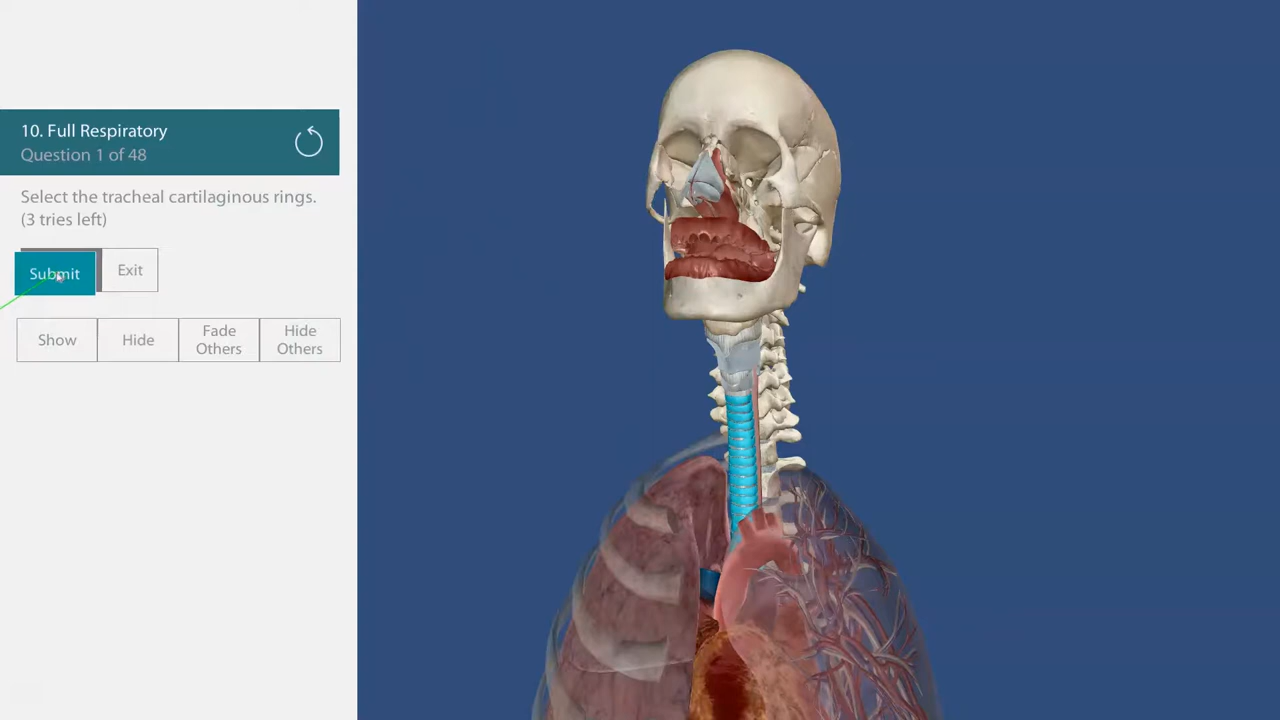 10. Full Respiratory
Question 1 of 48
Select the tracheal cartilaginous rings.
(3 tries left)
Submit
Exit
Show
Hide
Fade
Others
Hide
Others